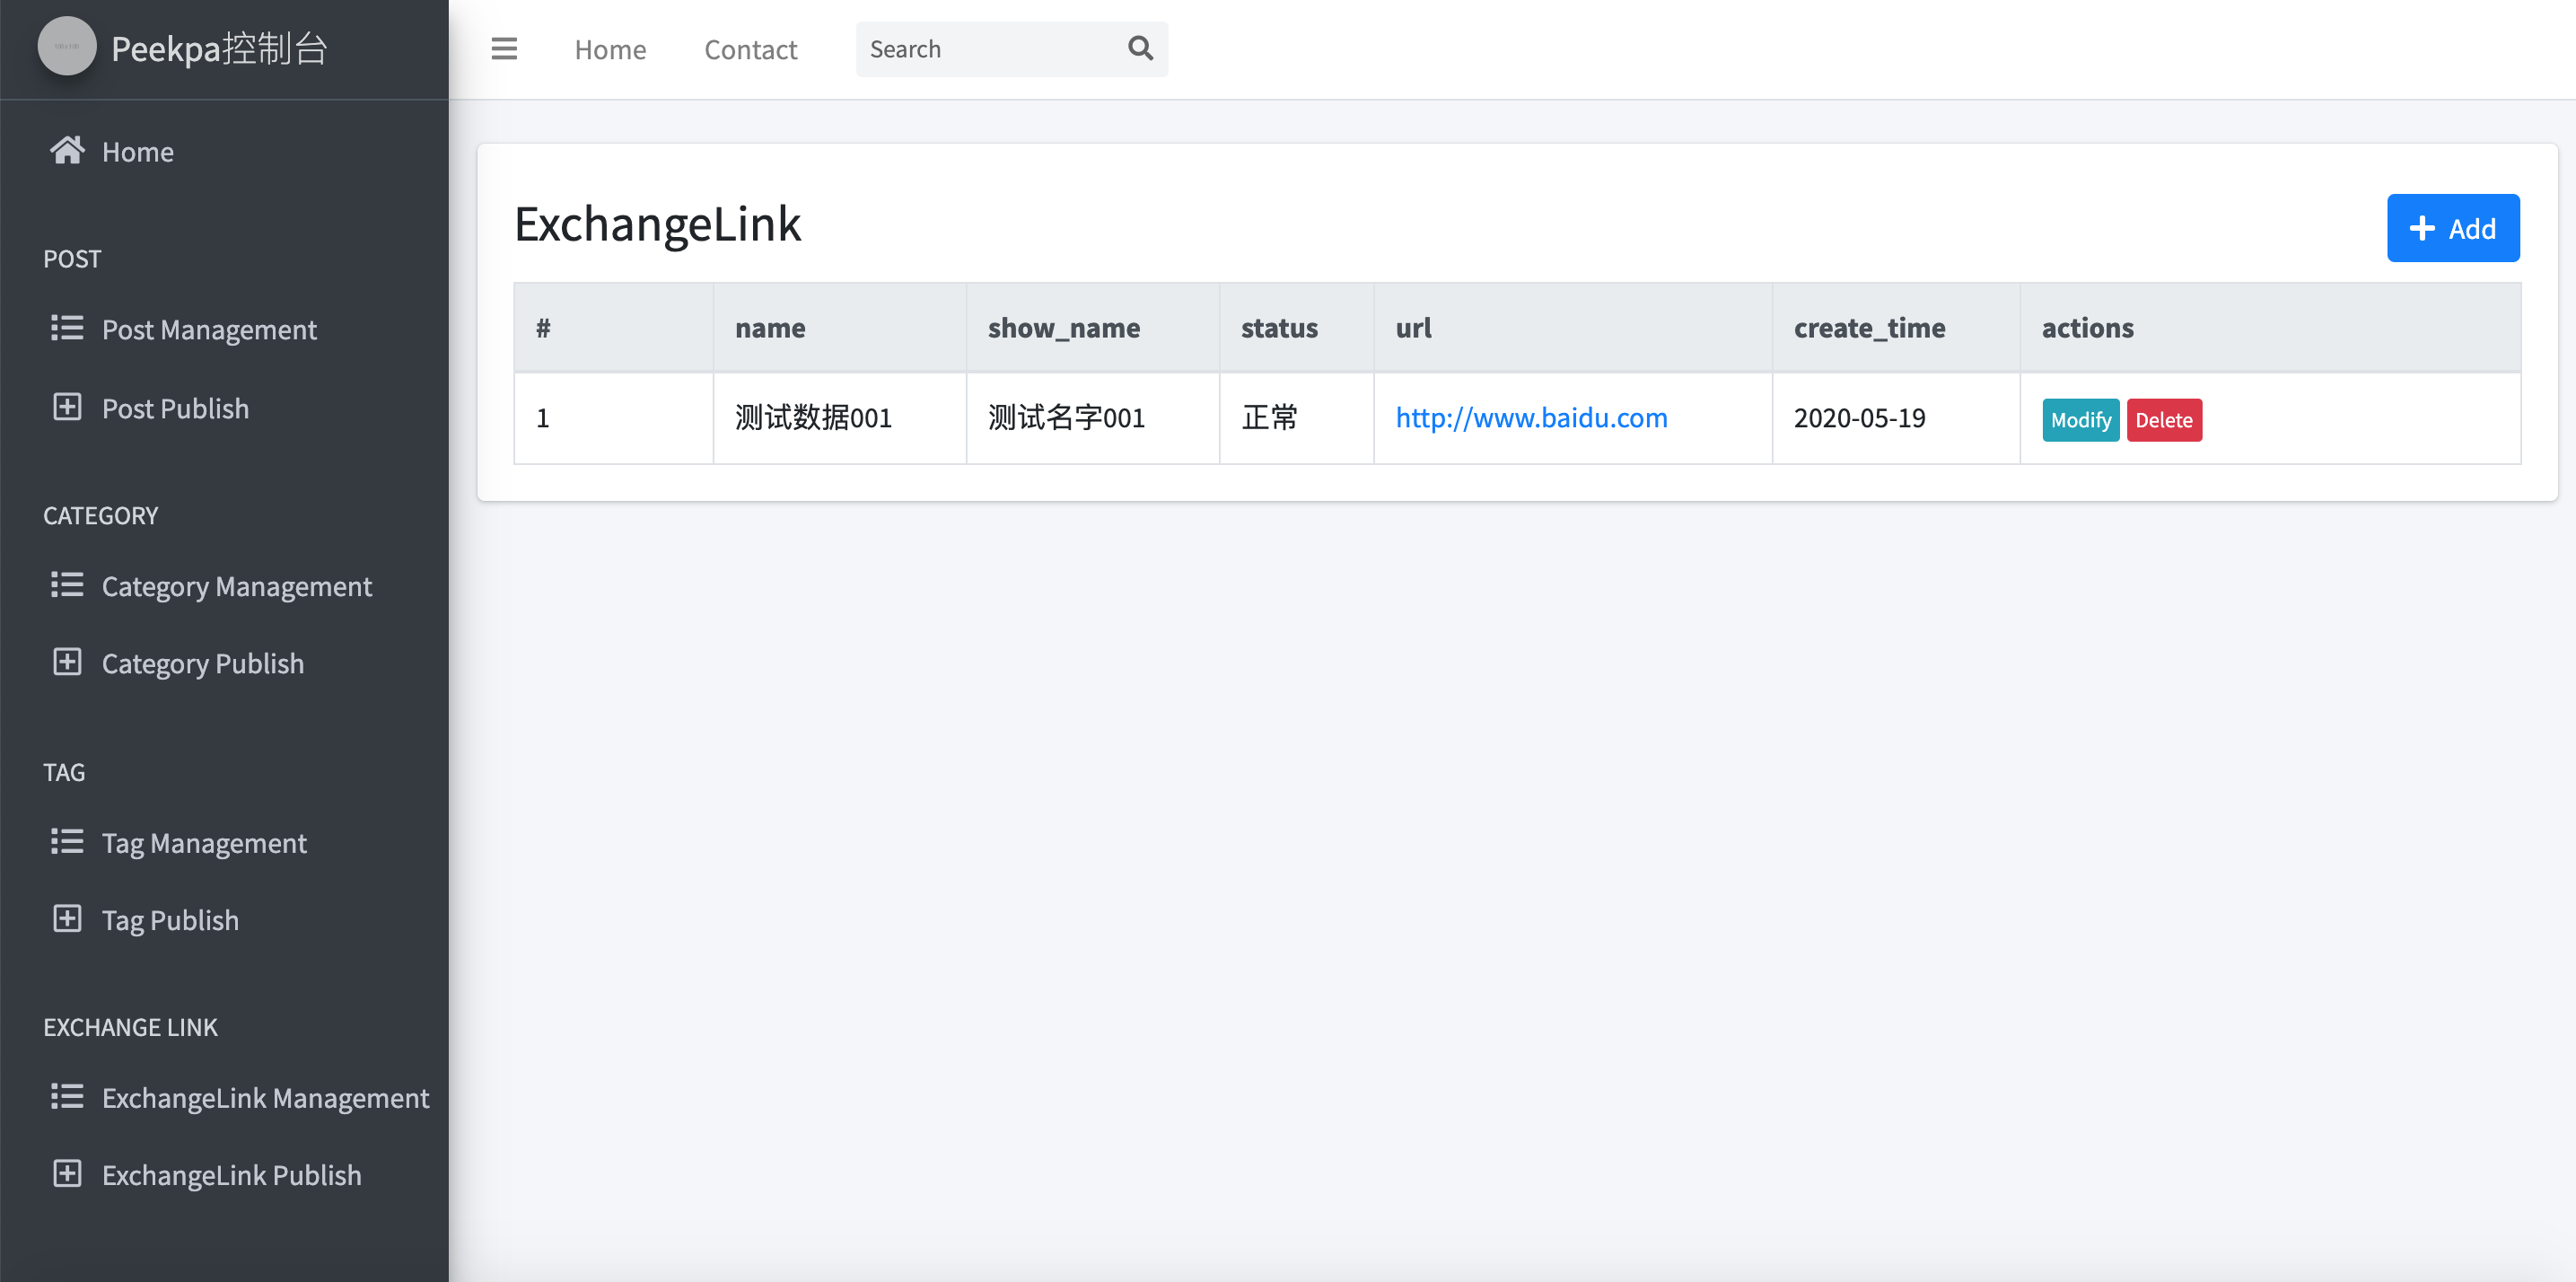 Peekpa控制台
Home
Contact
Search
Home
POST
Post Management
Post Publish
CATEGORY
Category Management
Category Publish
TAG
Tag Management
Tag Publish
EXCHANGE LINK
ExchangeLink Management
ExchangeLink Publish
ExchangeLink
Add
# name show_name status url create_time actions
1 测试数据001 测试名字001 正常 http://www.baidu.com 2020-05-19 Modify Delete